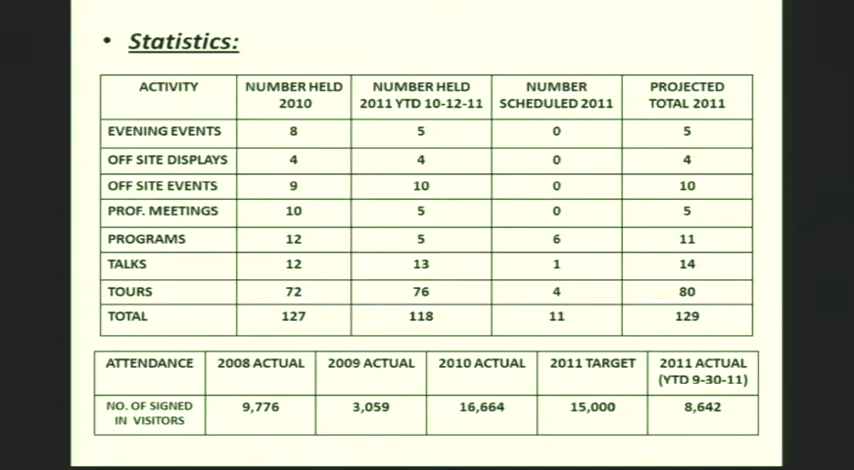 • Statistics:
ACTIVITY NUMBER HELD 2010 NUMBER HELD 2011 YTD 10-12-11 NUMBER SCHEDULED 2011 PROJECTED TOTAL 2011
EVENING EVENTS 8 5 0 5
OFF SITE DISPLAYS 4 4 0 4
OFF SITE EVENTS 9 10 0 10
PROF. MEETINGS 10 5 0 5
PROGRAMS 12 5 6 11
TALKS 12 13 1 14
TOURS 72 76 4 80
TOTAL 127 118 11 129
ATTENDANCE 2008 ACTUAL 2009 ACTUAL 2010 ACTUAL 2011 TARGET 2011 ACTUAL (YTD 9-30-11)
NO. OF SIGNED IN VISITORS 9,776 3,059 16,664 15,000 8,642